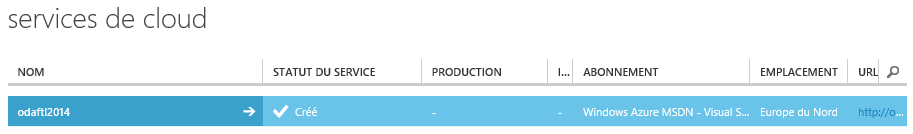 services de cloud
NOM STATUT DU SERVICE PRODUCTION I... ABONNEMENT EMPLACEMENT URL
odafti2014 Créé - - Windows Azure MSDN - Visual S... Europe du Nord http://o...